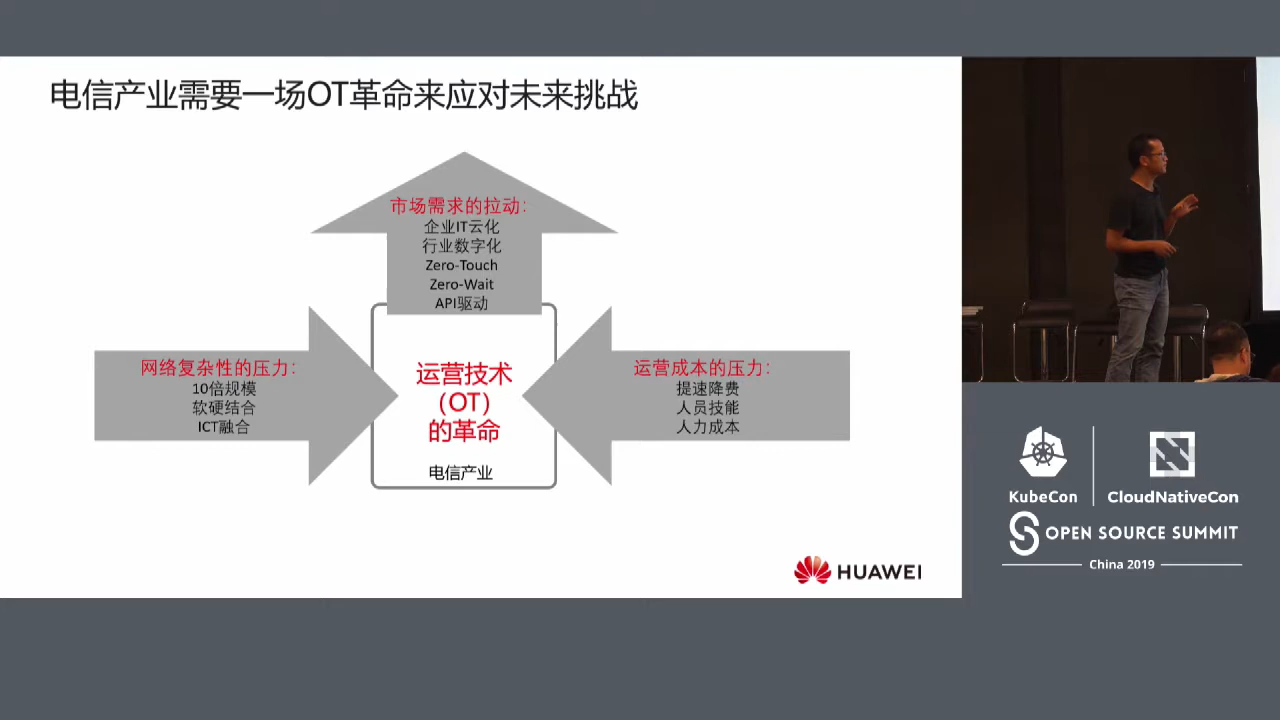 电信产业需要一场OT革命来应对未来挑战
市场需求的拉动：
企业IT云化
行业数字化
Zero-Touch
Zero-Wait
API驱动
网络复杂性的压力：
10倍规模
软硬结合
ICT融合
运营技术
（OT）
的革命
电信产业
运营成本的压力：
提速降费
人员技能
人力成本
HUAWEI
KubeCon
CloudNativeCon
OPEN SOURCE SUMMIT
China 2019